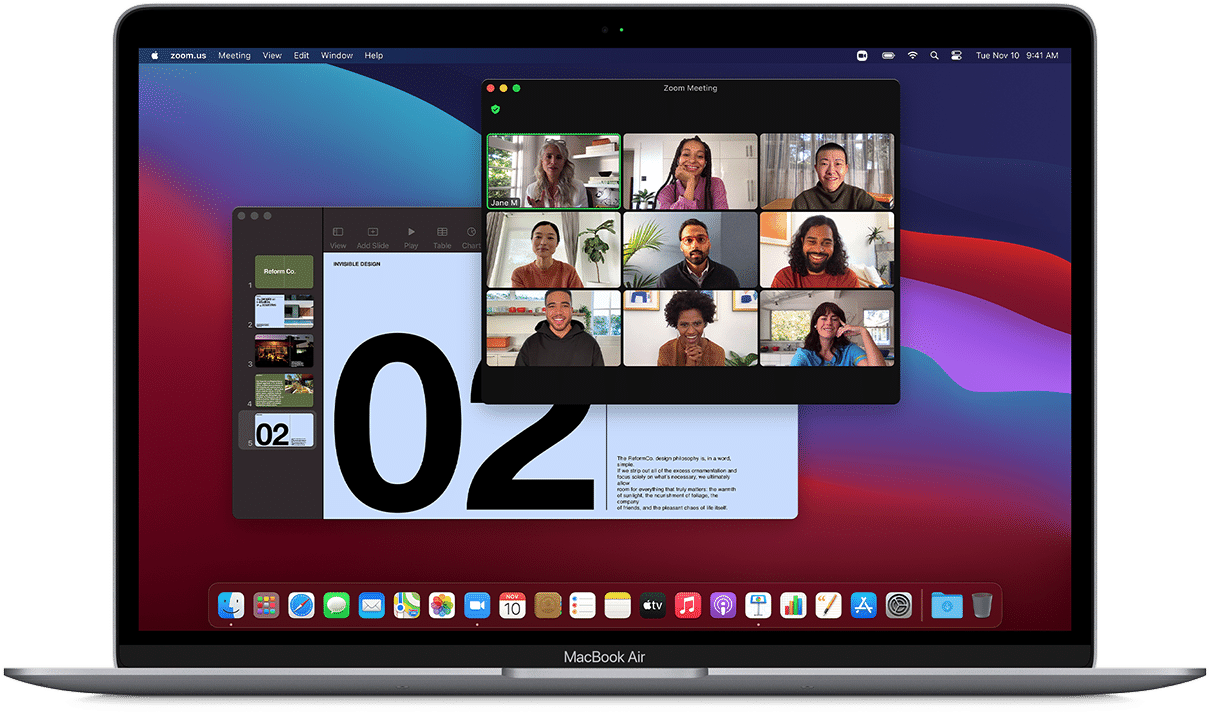 zoom.us Meeting View Edit Window Help Tue Nov 10 9:41 AM
Zoom Meeting
Jane M
View Add Slide Play Table Chart
INVISIBLE DESIGN
Reform Co.
1
2
3
4
5
02
02
The ReformCo. design philosophy is, in a word,
simple.
If we strip out all of the excess ornamentation and
focus solely on what's necessary, we ultimately
allow
room for everything that truly matters: the warmth
of sunlight, the nourishment of foliage, the
company
of friends, and the pleasant chaos of life itself.
NOV
10
tv
MacBook Air